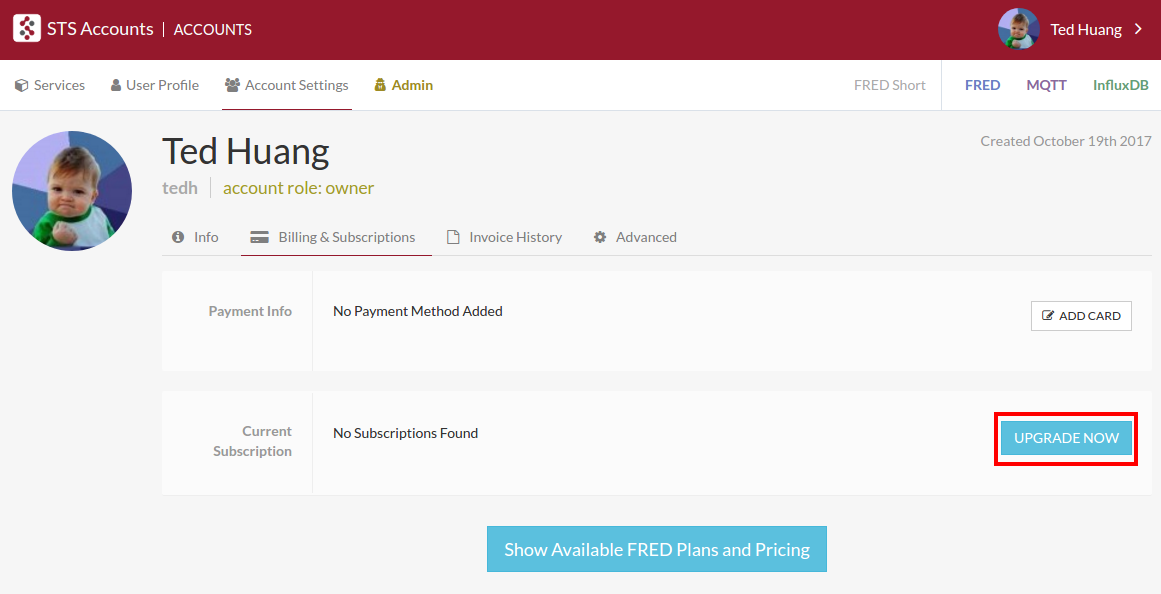 STS Accounts | ACCOUNTS
Ted Huang
Services
User Profile
Account Settings
Admin
FRED Short
FRED
MQTT
InfluxDB
Ted Huang
Created October 19th 2017
tedh
account role: owner
Info
Billing & Subscriptions
Invoice History
Advanced
Payment Info
No Payment Method Added
ADD CARD
Current
Subscription
No Subscriptions Found
UPGRADE NOW
Show Available FRED Plans and Pricing